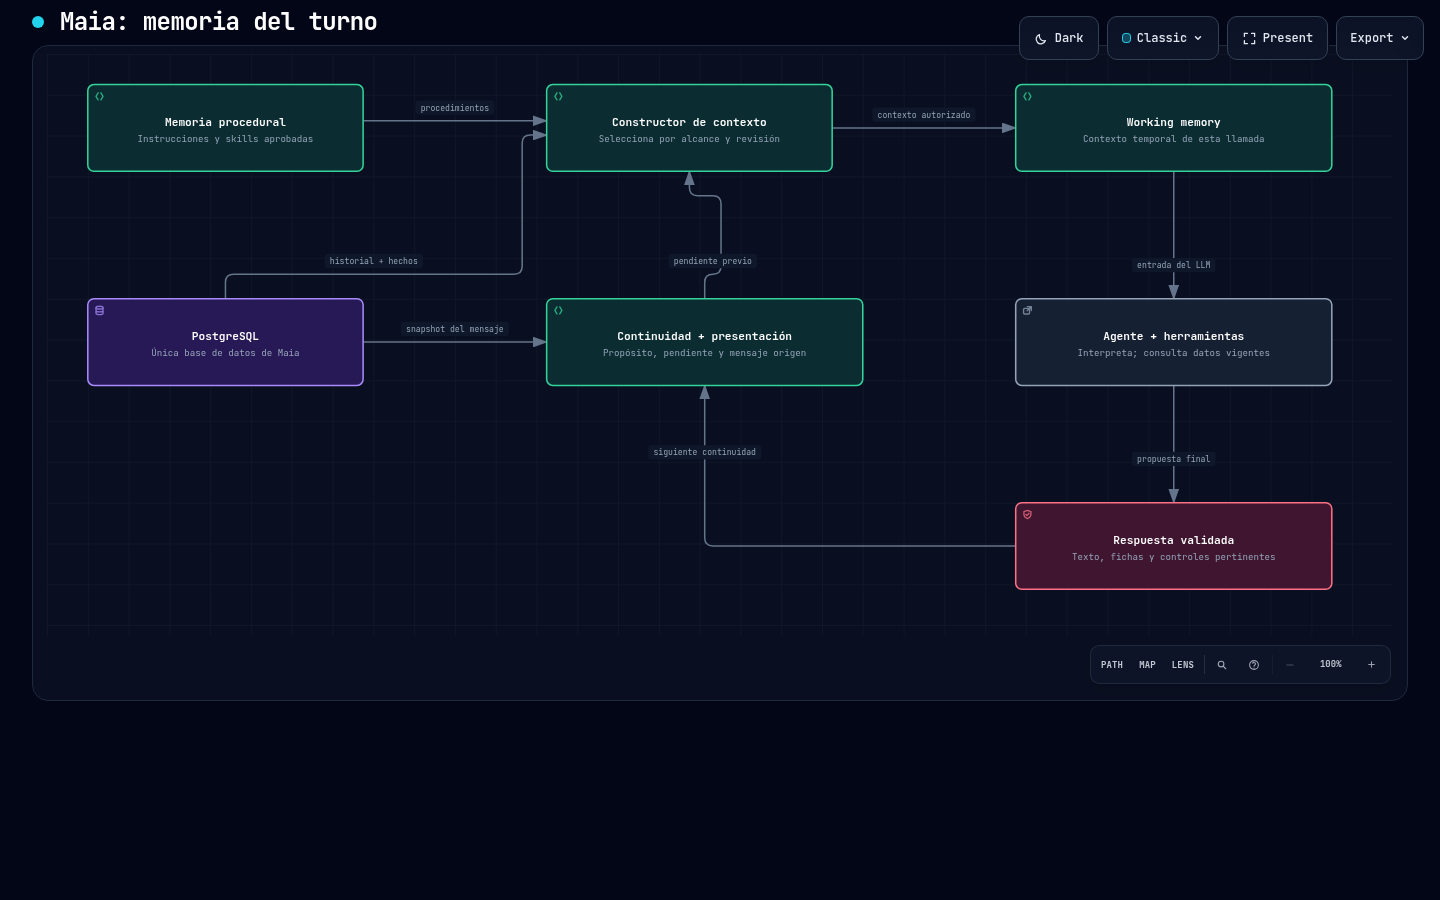 Maia: memoria del turno
Dark
Classic
Present
Export
Memoria procedural
Instrucciones y skills aprobadas
procedimientos
Constructor de contexto
Selecciona por alcance y revisión
contexto autorizado
Working memory
Contexto temporal de esta llamada
historial + hechos
pendiente previo
entrada del LLM
PostgreSQL
Única base de datos de Maia
snapshot del mensaje
Continuidad + presentación
Propósito, pendiente y mensaje origen
Agente + herramientas
Interpreta; consulta datos vigentes
siguiente continuidad
propuesta final
Respuesta validada
Texto, fichas y controles pertinentes
PATH
MAP
LENS
100%